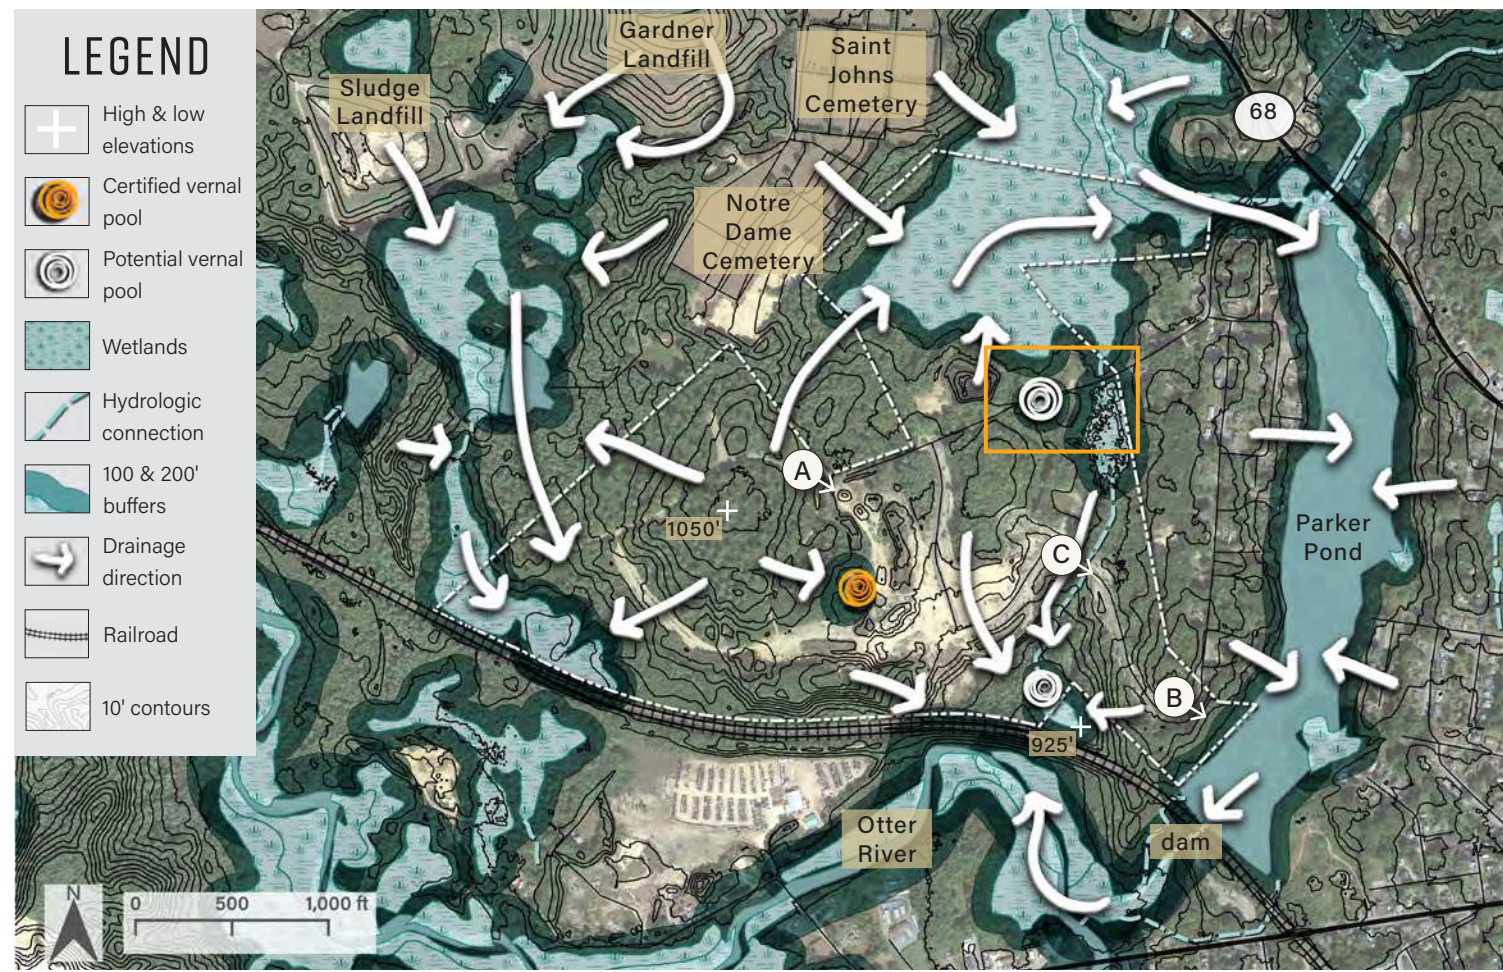 LEGEND
High & low
elevations
Certified vernal
pool
Potential vernal
pool
Wetlands
Hydrologic
connection
100 & 200'
buffers
Drainage
direction
Railroad
10' contours
Gardner
Landfill
Saint
Johns
Cemetery
Sludge
Landfill
68
Notre
Dame
Cemetery
A
1050'
C
Parker
Pond
B
925'
Otter
River
dam
N
0 500 1,000 ft